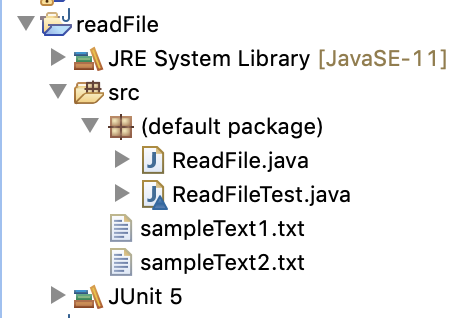 readFile
JRE System Library [JavaSE-11]
src
(default package)
ReadFile.java
ReadFileTest.java
sampleText1.txt
sampleText2.txt
JUnit 5